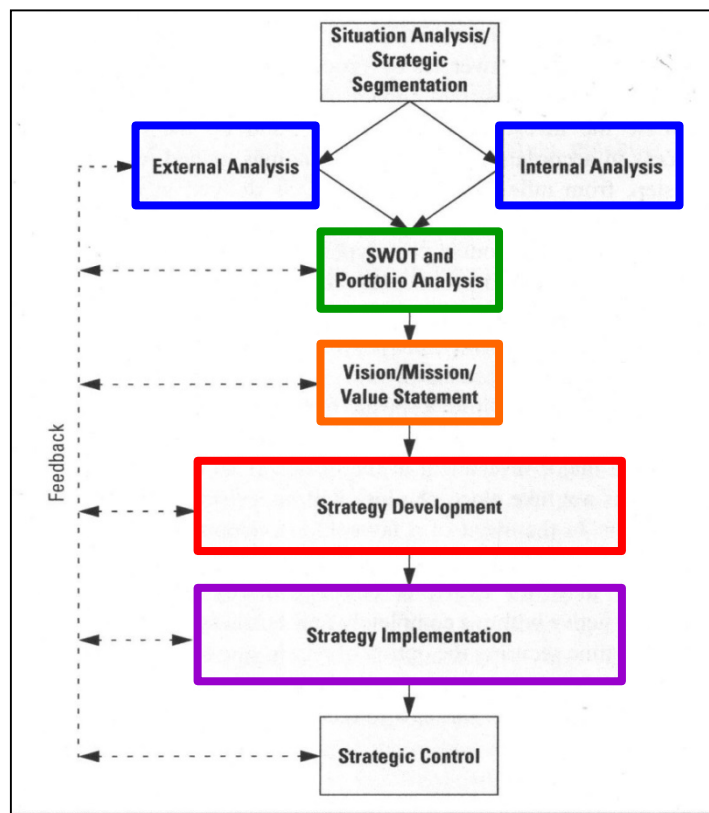 Situation Analysis/
Strategic
Segmentation
External Analysis
Internal Analysis
SWOT and
Portfolio Analysis
Vision/Mission/
Value Statement
Feedback
Strategy Development
Strategy Implementation
Strategic Control